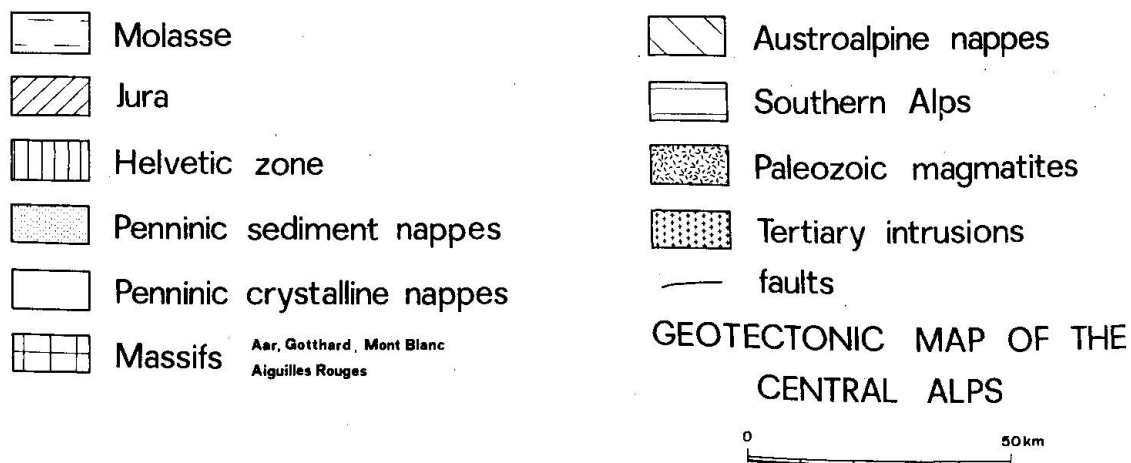 Molasse
Jura
Helvetic zone
Penninic sediment nappes
Penninic crystalline nappes
Massifs Aar, Gotthard, Mont Blanc
Aiguilles Rouges
Austroalpine nappes
Southern Alps
Paleozoic magmatites
Tertiary intrusions
faults
GEOTECTONIC MAP OF THE
CENTRAL ALPS
0 50km